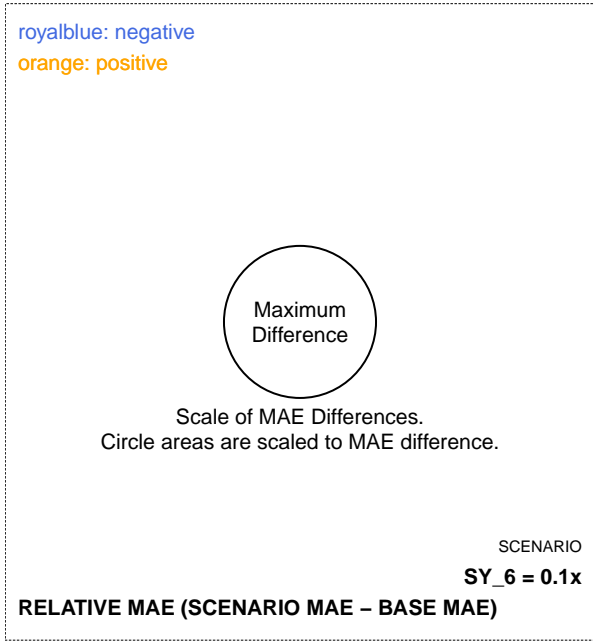 royalblue: negative
orange: positive
Maximum
Difference
Scale of MAE Differences.
Circle areas are scaled to MAE difference.
SCENARIO
SY_6 = 0.1x
RELATIVE MAE (SCENARIO MAE − BASE MAE)